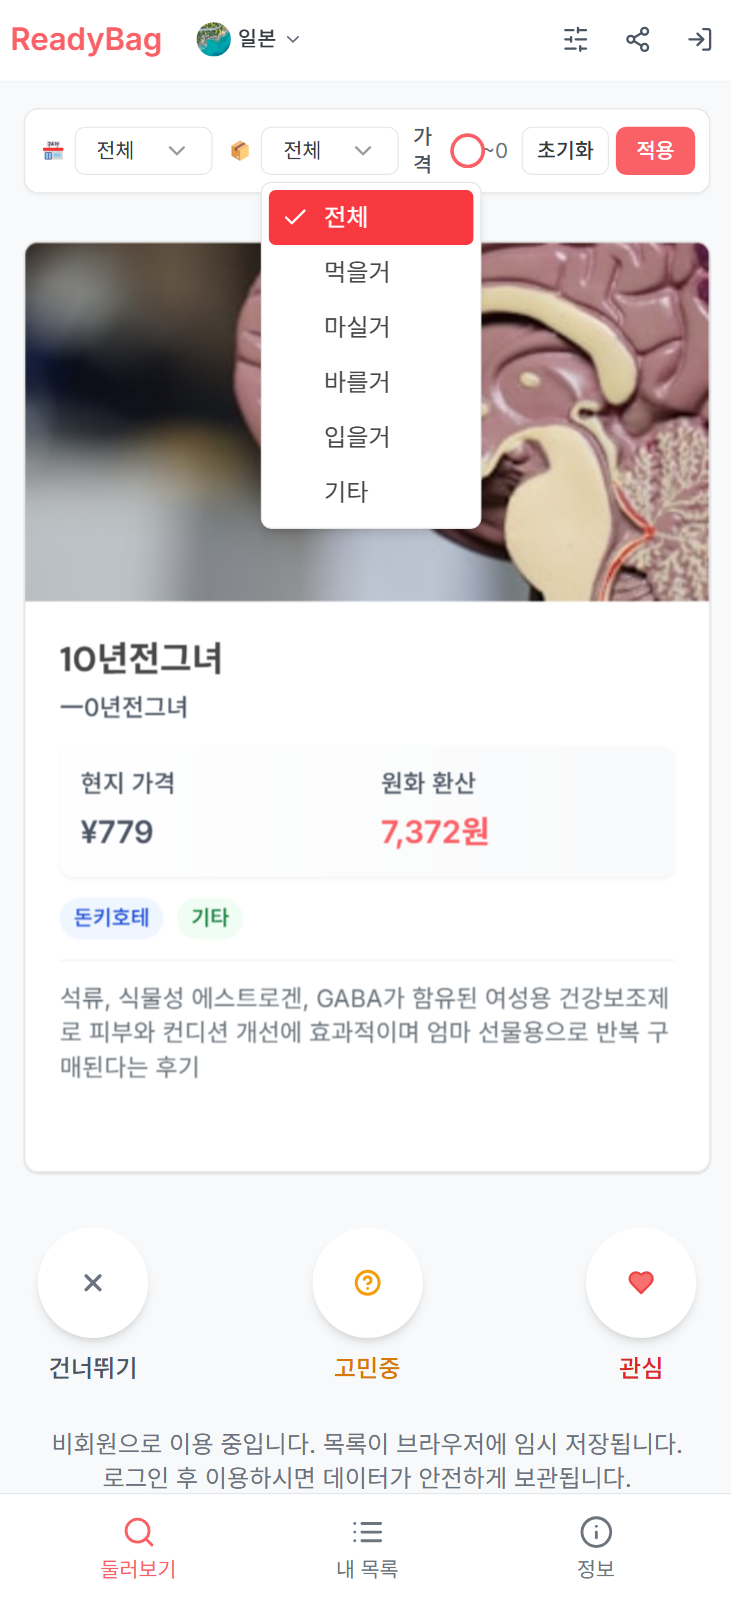 ReadyBag
일본
전체
전체
가격
~0
초기화
적용
전체
먹을거
마실거
바를거
입을거
기타
10년전그녀
一0년전그녀
현지 가격
원화 환산
¥779
7,372원
돈키호테
기타
석류, 식물성 에스트로겐, GABA가 함유된 여성용 건강보조제
로 피부와 컨디션 개선에 효과적이며 엄마 선물용으로 반복 구
매된다는 후기
건너뛰기
고민중
관심
비회원으로 이용 중입니다. 목록이 브라우저에 임시 저장됩니다.
로그인 후 이용하시면 데이터가 안전하게 보관됩니다.
둘러보기
내 목록
정보